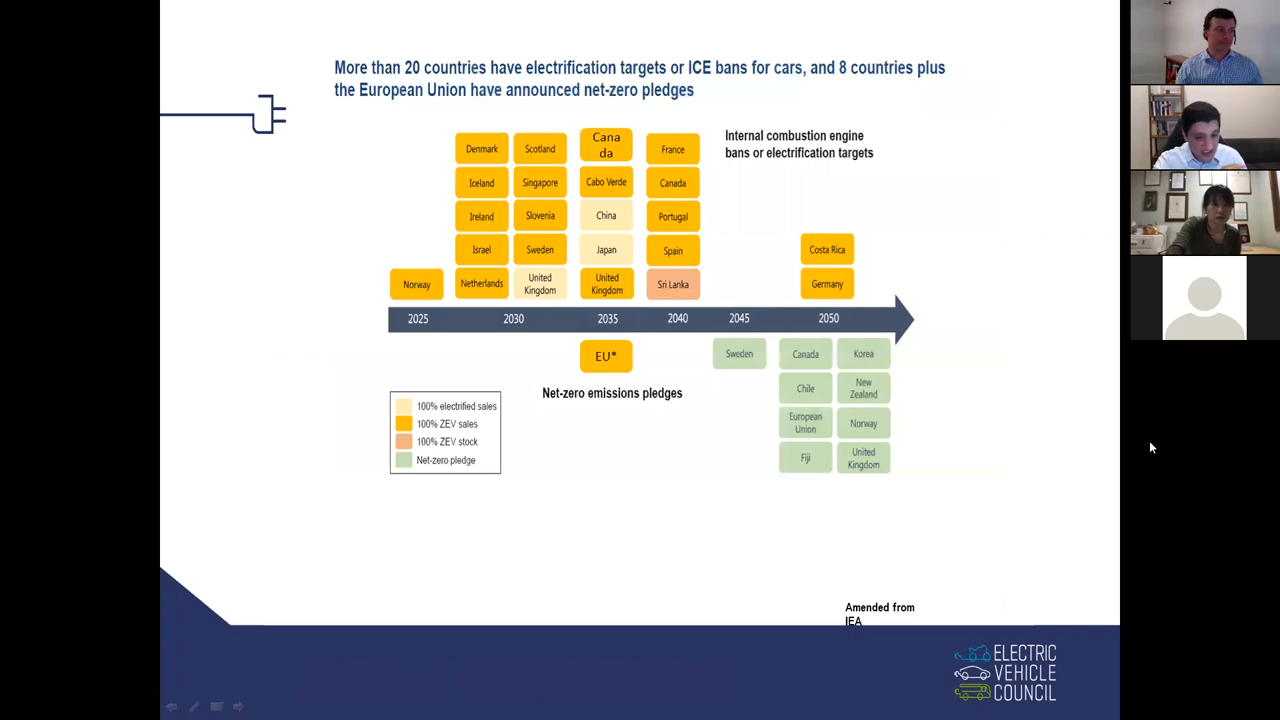 More than 20 countries have electrification targets or ICE bans for cars, and 8 countries plus
the European Union have announced net-zero pledges
Internal combustion engine
bans or electrification targets
Norway
Denmark
Iceland
Ireland
Israel
Netherlands
Scotland
Singapore
Slovenia
Sweden
United
Kingdom
Cana
da
Cabo Verde
China
Japan
United
Kingdom
France
Canada
Portugal
Spain
Sri Lanka
Costa Rica
Germany
2025
2030
2035
2040
2045
2050
EU*
Net-zero emissions pledges
Sweden
Canada
Chile
European
Union
Fiji
Korea
New
Zealand
Norway
United
Kingdom
100% electrified sales
100% ZEV sales
100% ZEV stock
Net-zero pledge
Amended from
IEA
ELECTRIC
VEHICLE
COUNCIL